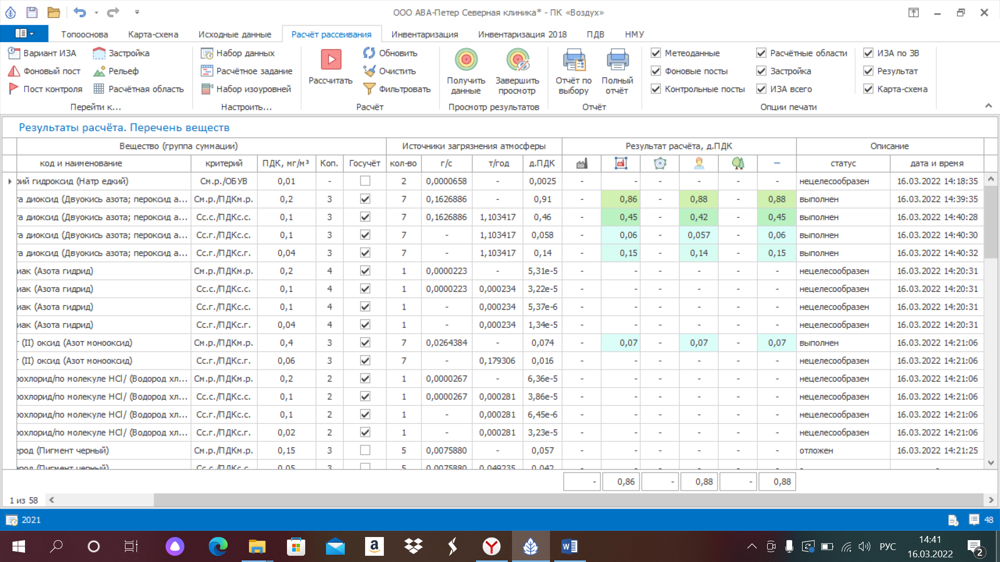 ООО АВА-Петер Северная клиника* - ПК «Воздух»
Топооснова Карта-схема Исходные данные Расчёт рассеивания Инвентаризация Инвентаризация 2018 ПДВ НМУ
Вариант ИЗА Застройка Набор данных Обновить Метеоданные Расчётные области ИЗА по ЗВ
Фоновый пост Рельеф Расчётное задание Очистить Фоновые посты Застройка Результат
Рассчитать Получить данные Завершить просмотр Отчёт по выбору Полный отчёт
Пост контроля Расчётная область Набор изоуровней Фильтровать Контрольные посты ИЗА всего Карта-схема
Перейти к... Настроить... Расчёт Просмотр результатов Отчёт Опции печати
Результаты расчёта. Перечень веществ
Вещество (группа суммации) Источники загрязнения атмосферы Результат расчёта, д.ПДК Описание
код и наименование критерий ПДК, мг/м³ Коп. Госучёт кол-во г/с т/год д.ПДК статус дата и время
рий гидроксид (Натр едкий) См.р./ОБУВ 0,01 - 2 0,0000658 - 0,0025 - - - - - - нецелесообразен 16.03.2022 14:18:35
та диоксид (Двуокись азота; пероксид а... См.р./ПДКм.р. 0,2 3 7 0,1626886 - 0,91 - 0,86 - 0,88 - 0,88 выполнен 16.03.2022 14:39:35
та диоксид (Двуокись азота; пероксид а... Сс.с./ПДКс.с. 0,1 3 7 0,1626886 1,103417 0,46 - 0,45 - 0,42 - 0,45 выполнен 16.03.2022 14:40:28
та диоксид (Двуокись азота; пероксид а... Сс.г./ПДКс.с. 0,1 3 7 - 1,103417 0,058 - 0,06 - 0,057 - 0,06 выполнен 16.03.2022 14:40:30
та диоксид (Двуокись азота; пероксид а... Сс.г./ПДКс.г. 0,04 3 7 - 1,103417 0,14 - 0,15 - 0,14 - 0,15 выполнен 16.03.2022 14:40:32
иак (Азота гидрид) См.р./ПДКм.р. 0,2 4 1 0,0000223 - 5,31e-5 - - - - - - нецелесообразен 16.03.2022 14:20:31
иак (Азота гидрид) Сс.с./ПДКс.с. 0,1 4 1 0,0000223 0,000234 3,22e-5 - - - - - - нецелесообразен 16.03.2022 14:20:31
иак (Азота гидрид) Сс.г./ПДКс.с. 0,1 4 1 - 0,000234 5,37e-6 - - - - - - нецелесообразен 16.03.2022 14:20:31
иак (Азота гидрид) Сс.г./ПДКс.г. 0,04 4 1 - 0,000234 1,34e-5 - - - - - - нецелесообразен 16.03.2022 14:20:31
т (II) оксид (Азот монооксид) См.р./ПДКм.р. 0,4 3 7 0,0264384 - 0,074 - 0,07 - 0,07 - 0,07 выполнен 16.03.2022 14:21:06
т (II) оксид (Азот монооксид) Сс.г./ПДКс.г. 0,06 3 7 - 0,179306 0,016 - - - - - - нецелесообразен 16.03.2022 14:21:06
рохлорид/по молекуле HCl/ (Водород хл... См.р./ПДКм.р. 0,2 2 1 0,0000267 - 6,36e-5 - - - - - - нецелесообразен 16.03.2022 14:21:06
рохлорид/по молекуле HCl/ (Водород хл... Сс.с./ПДКс.с. 0,1 2 1 0,0000267 0,000281 3,86e-5 - - - - - - нецелесообразен 16.03.2022 14:21:06
рохлорид/по молекуле HCl/ (Водород хл... Сс.г./ПДКс.с. 0,1 2 1 - 0,000281 6,45e-6 - - - - - - нецелесообразен 16.03.2022 14:21:06
рохлорид/по молекуле HCl/ (Водород хл... Сс.г./ПДКс.г. 0,02 2 1 - 0,000281 3,23e-5 - - - - - - нецелесообразен 16.03.2022 14:21:06
ерод (Пигмент черный) См.р./ПДКм.р. 0,15 3 5 0,0075880 - 0,057 - - - - - - отложен 16.03.2022 14:21:25
ерод (Пигмент черный) Сс.с./ПДКс.с. 0,05 3 5 0,0075880 0,049235 0,042 - - - - - - - -
- 0,86 - 0,88 - 0,88
1 из 58
2021 48
РУС 14:41
16.03.2022 2